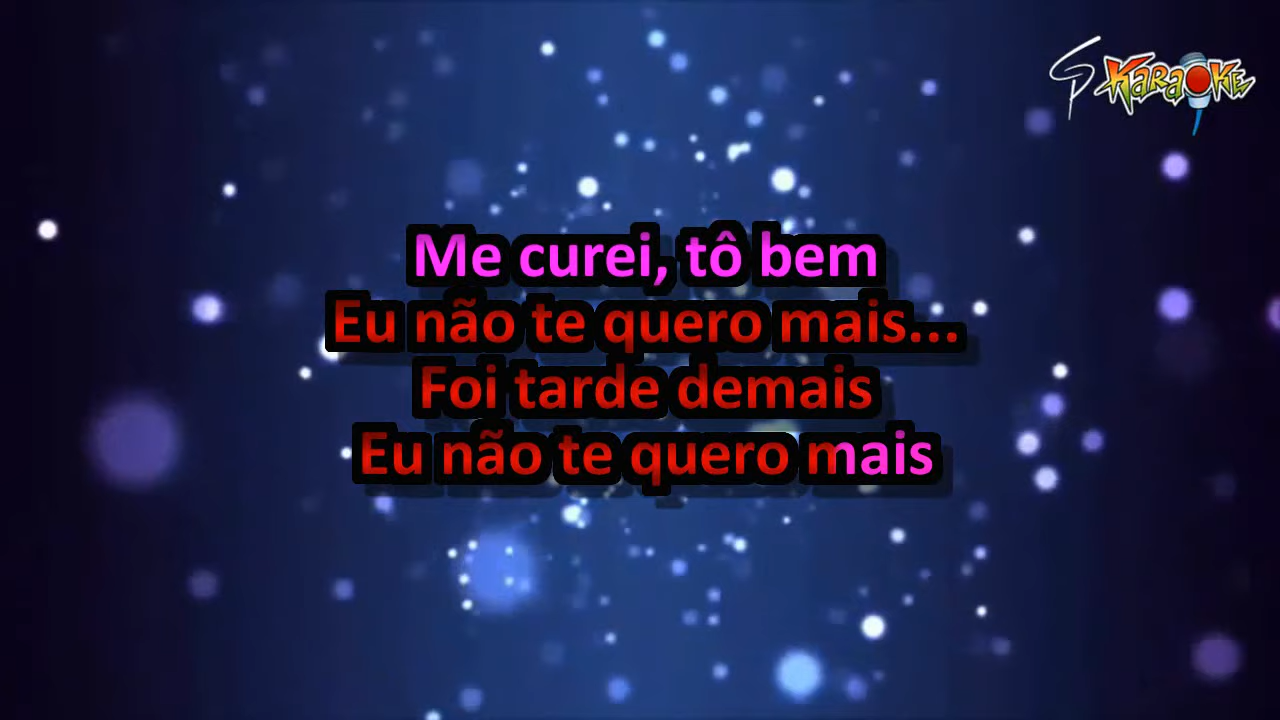 Karaoke
Me curei, tô bem
Eu não te quero mais...
Foi tarde demais
Eu não te quero mais